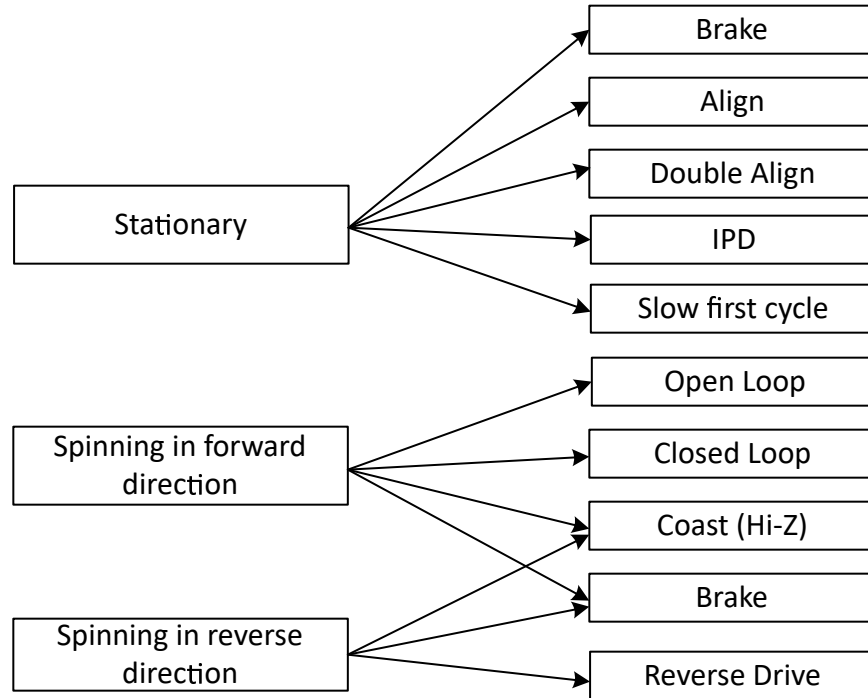 Stationary
Brake
Align
Double Align
IPD
Slow first cycle
Spinning in forward
direction
Open Loop
Closed Loop
Coast (Hi-Z)
Brake
Spinning in reverse
direction
Reverse Drive